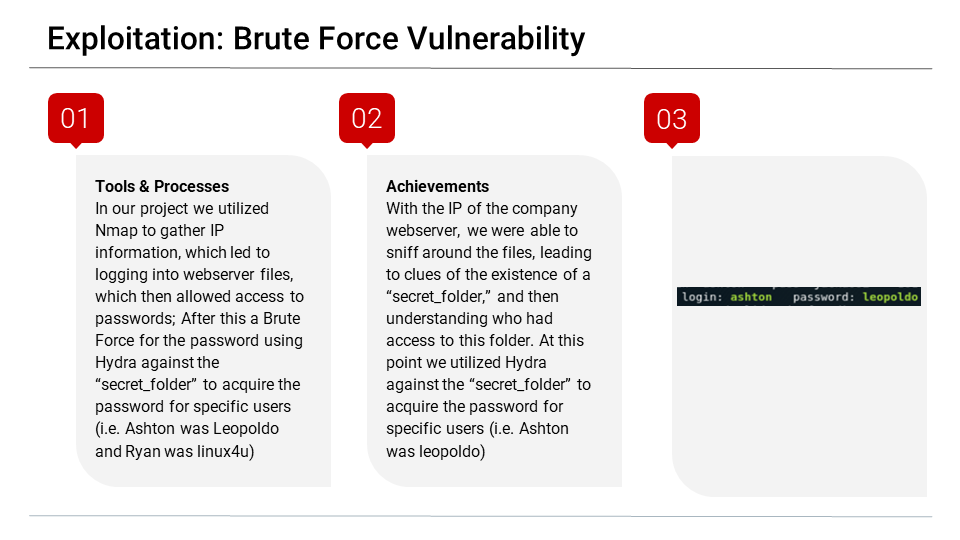 Exploitation: Brute Force Vulnerability
01
Tools & Processes
In our project we utilized
Nmap to gather IP
information, which led to
logging into webserver files,
which then allowed access to
passwords; After this a Brute
Force for the password using
Hydra against the
“secret_folder” to acquire the
password for specific users
(i.e. Ashton was Leopoldo
and Ryan was linux4u)
02
Achievements
With the IP of the company
webserver, we were able to
sniff around the files, leading
to clues of the existence of a
“secret_folder,” and then
understanding who had
access to this folder. At this
point we utilized Hydra
against the “secret_folder” to
acquire the password for
specific users (i.e. Ashton
was leopoldo)
03
login: ashton password: leopoldo